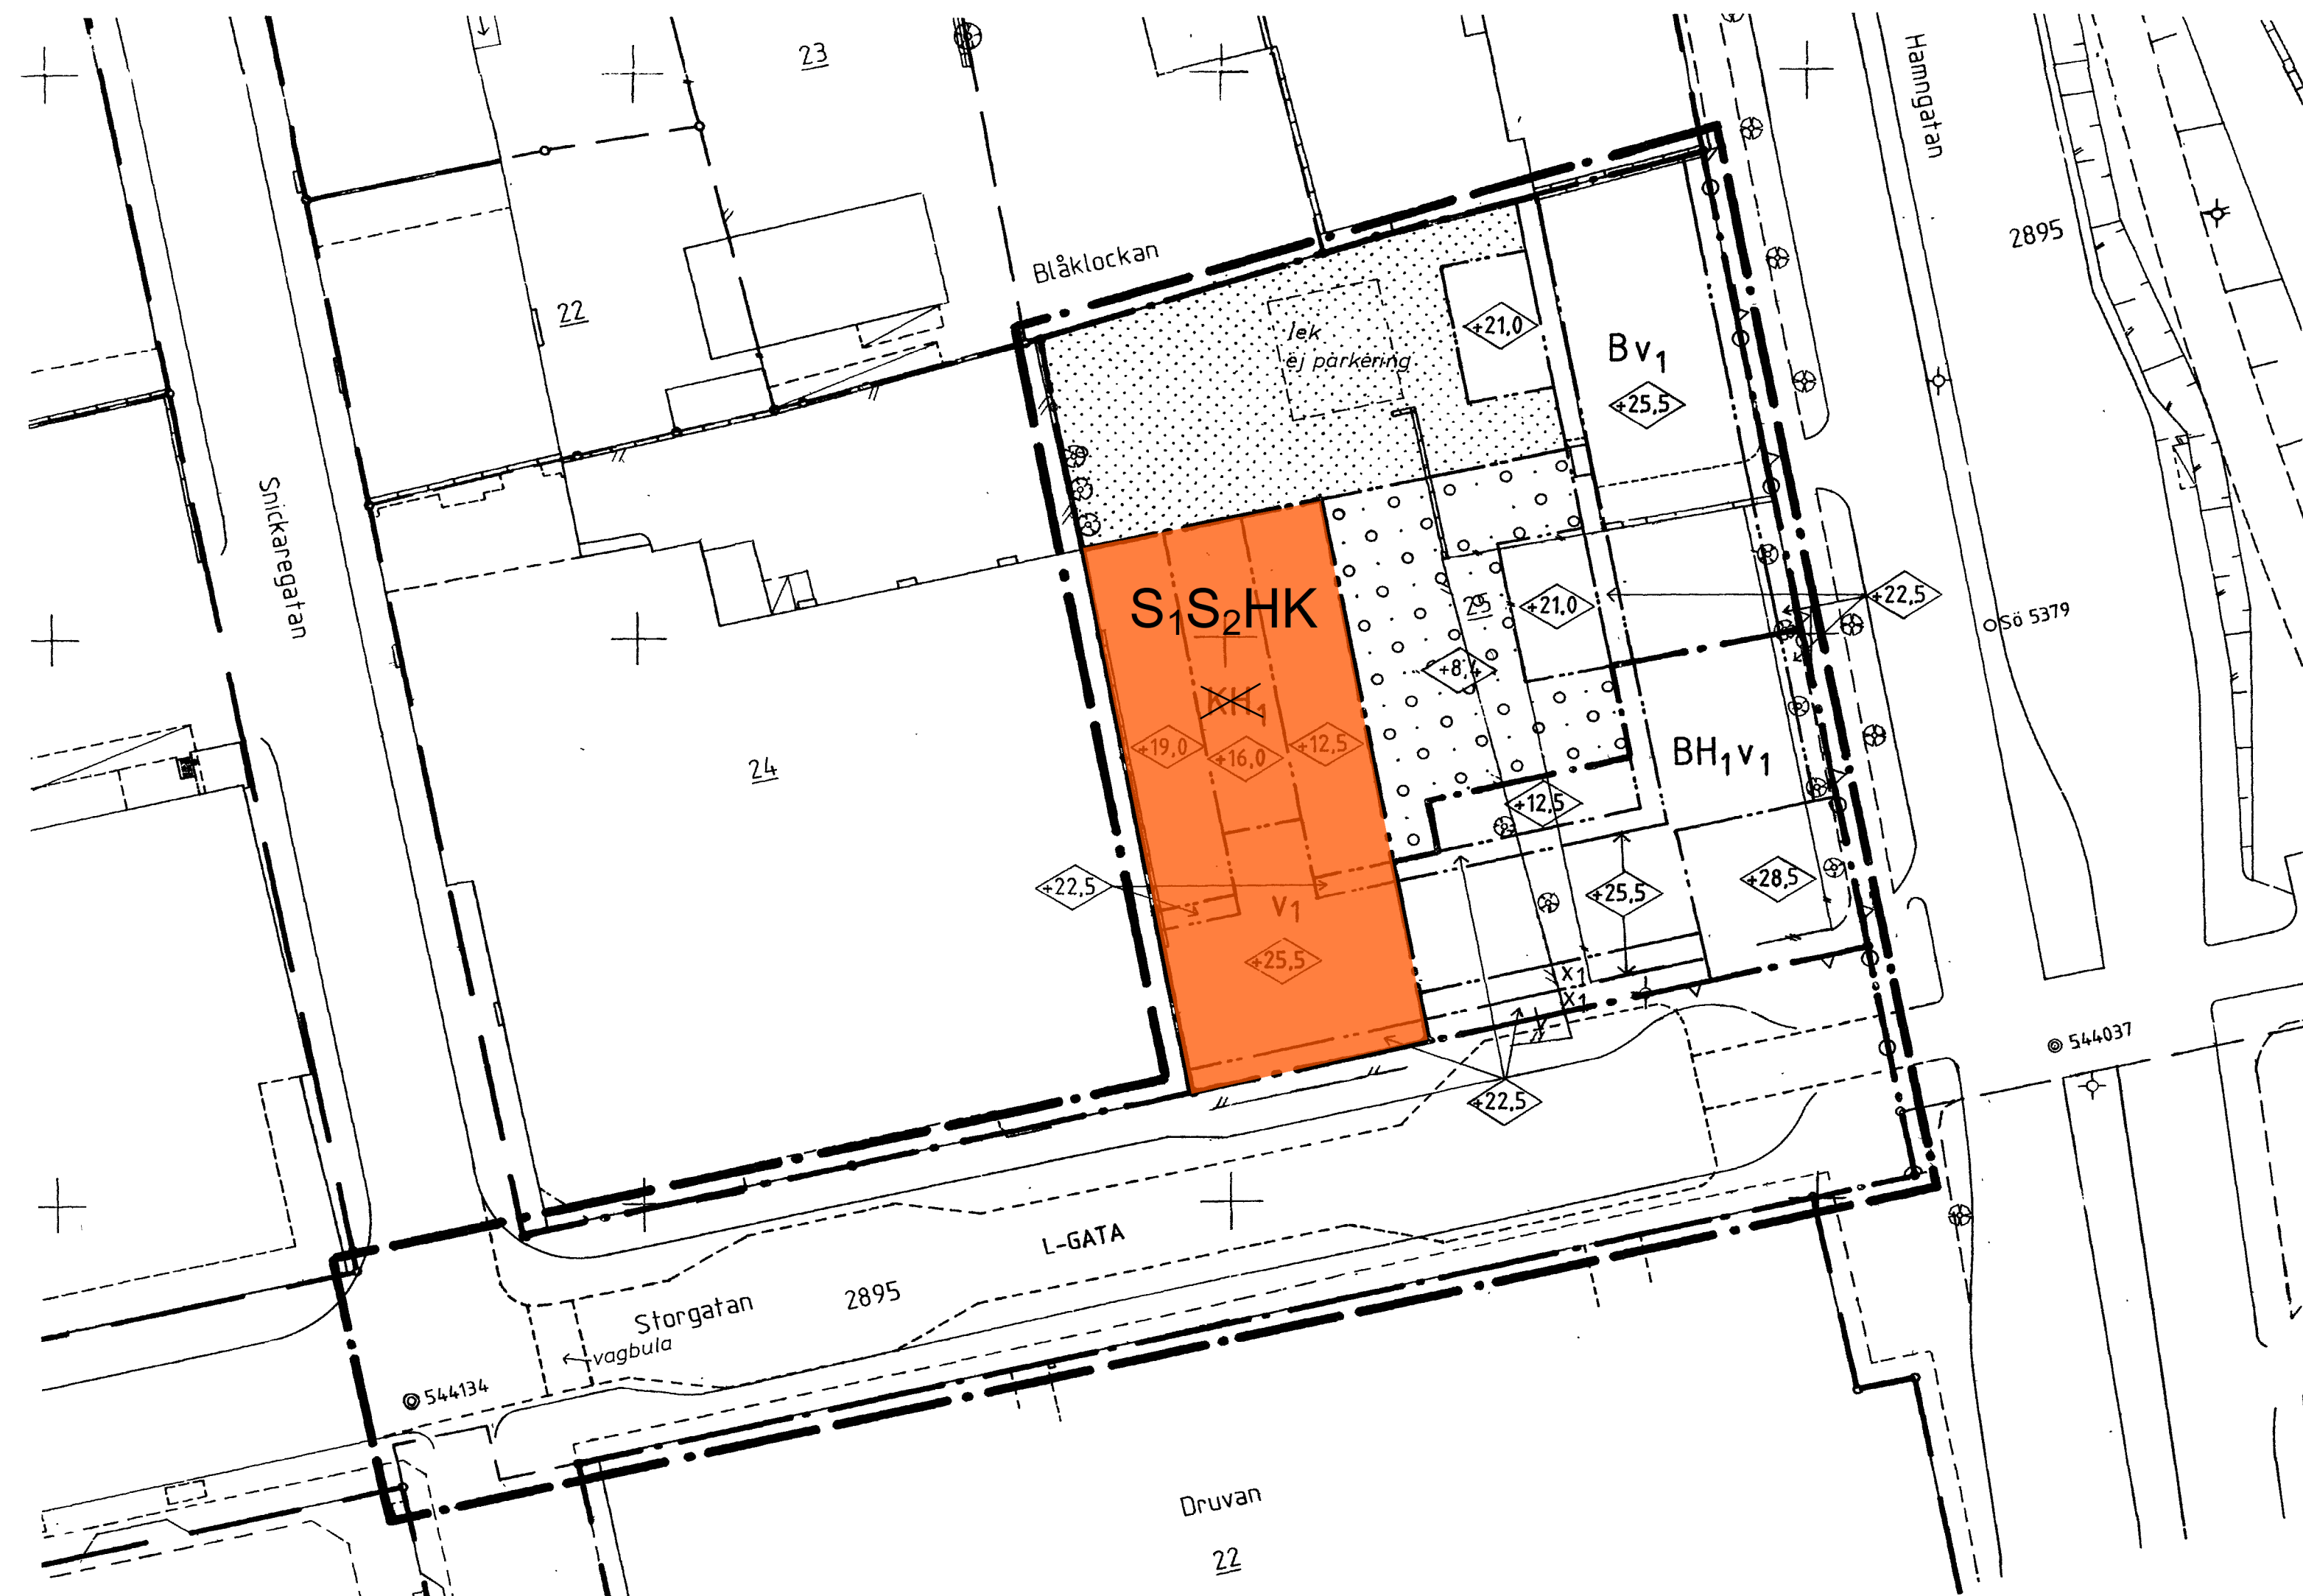 23
Hamngatan
2895
Blåklockan
22
+21,0
lek
ej parkering
Bv1
+25,5
Snickaregatan
S1S2HK
25
+21,0
+22,5
Sö 5379
+8,4
KH1
+19,0
+16,0
+12,5
24
BH1v1
+12,5
+22,5
v1
+25,5
+28,5
+25,5
x1
x1
544037
+22,5
L-GATA
Storgatan
2895
vagbula
544134
Druvan
22